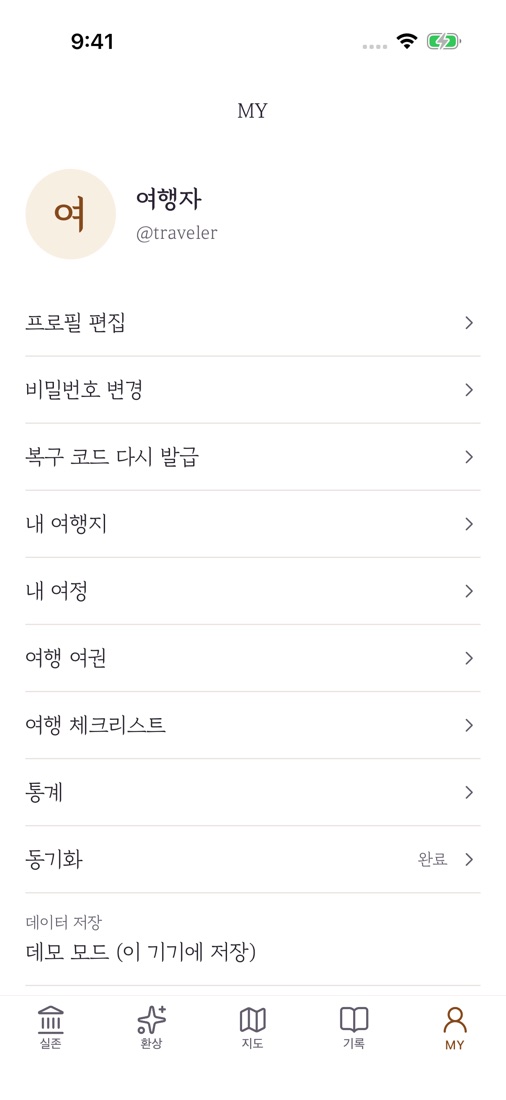 9:41
MY
여
여행자
@traveler
프로필 편집
비밀번호 변경
복구 코드 다시 발급
내 여행지
내 여정
여행 여권
여행 체크리스트
통계
동기화 완료
데이터 저장
데모 모드 (이 기기에 저장)
실존 환상 지도 기록 MY